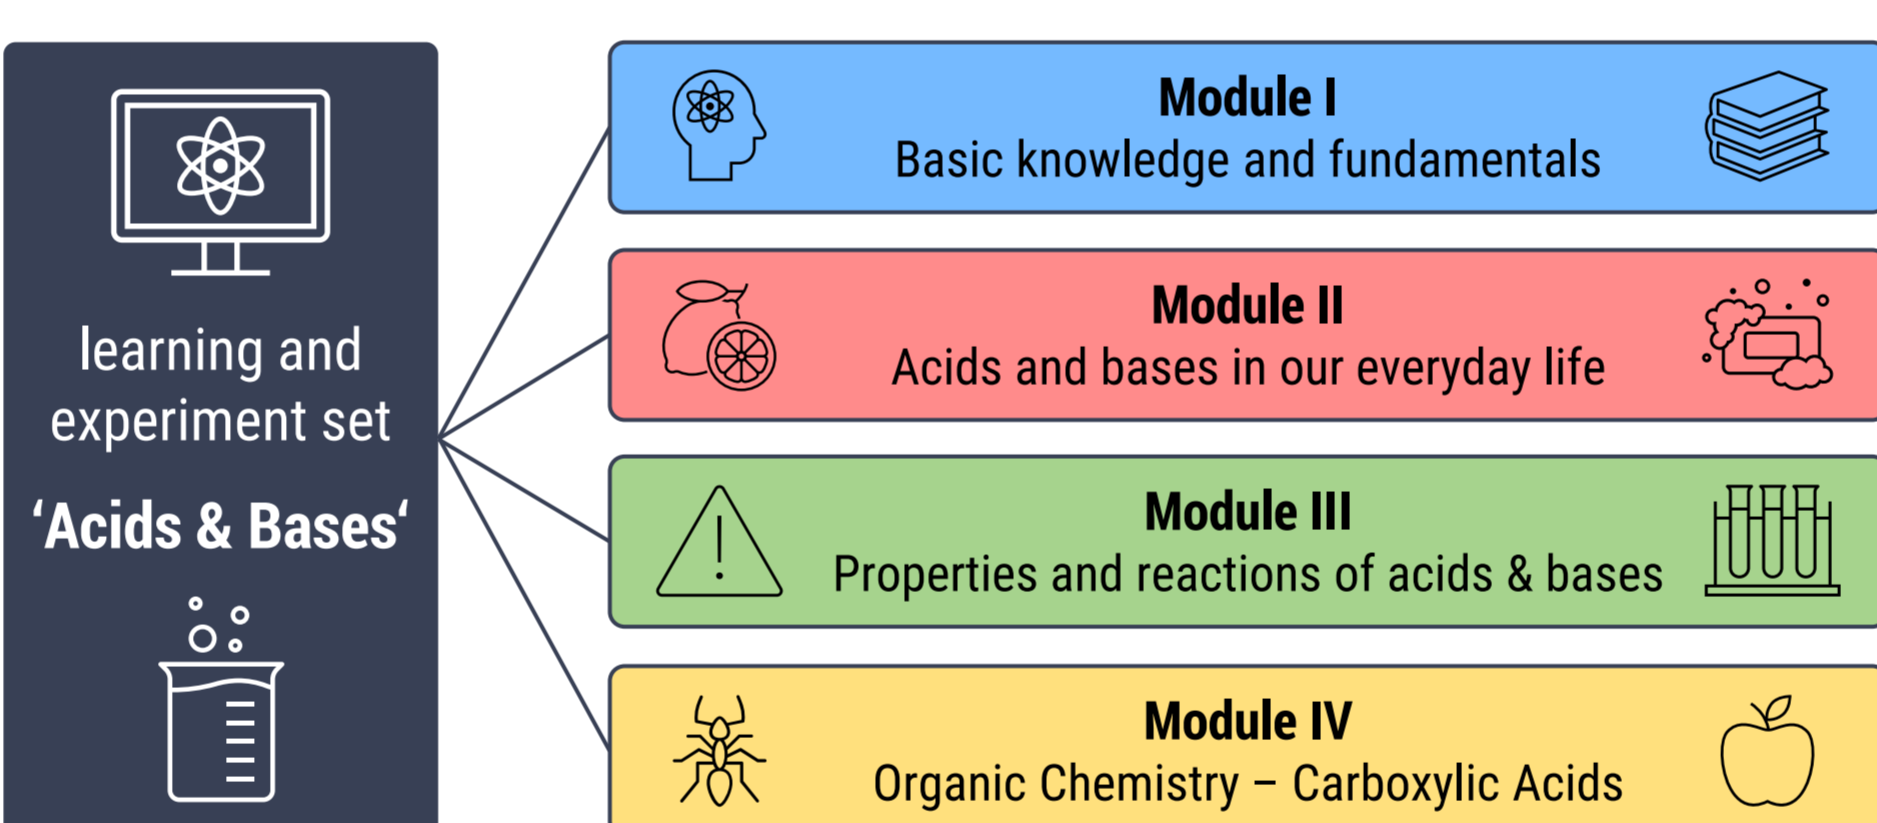 learning and
experiment set
‘Acids & Bases‘
Module I
Basic knowledge and fundamentals
Module II
Acids and bases in our everyday life
Module III
Properties and reactions of acids & bases
Module IV
Organic Chemistry – Carboxylic Acids